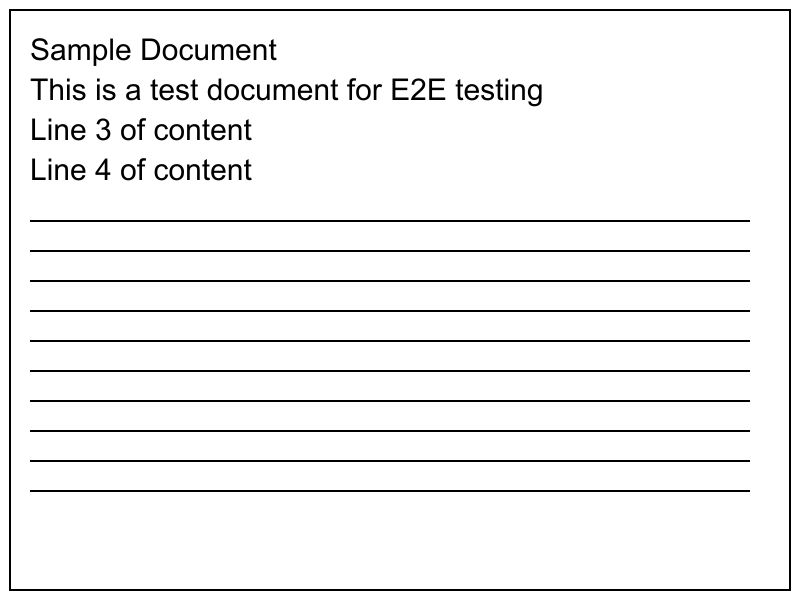 Sample Document
This is a test document for E2E testing
Line 3 of content
Line 4 of content